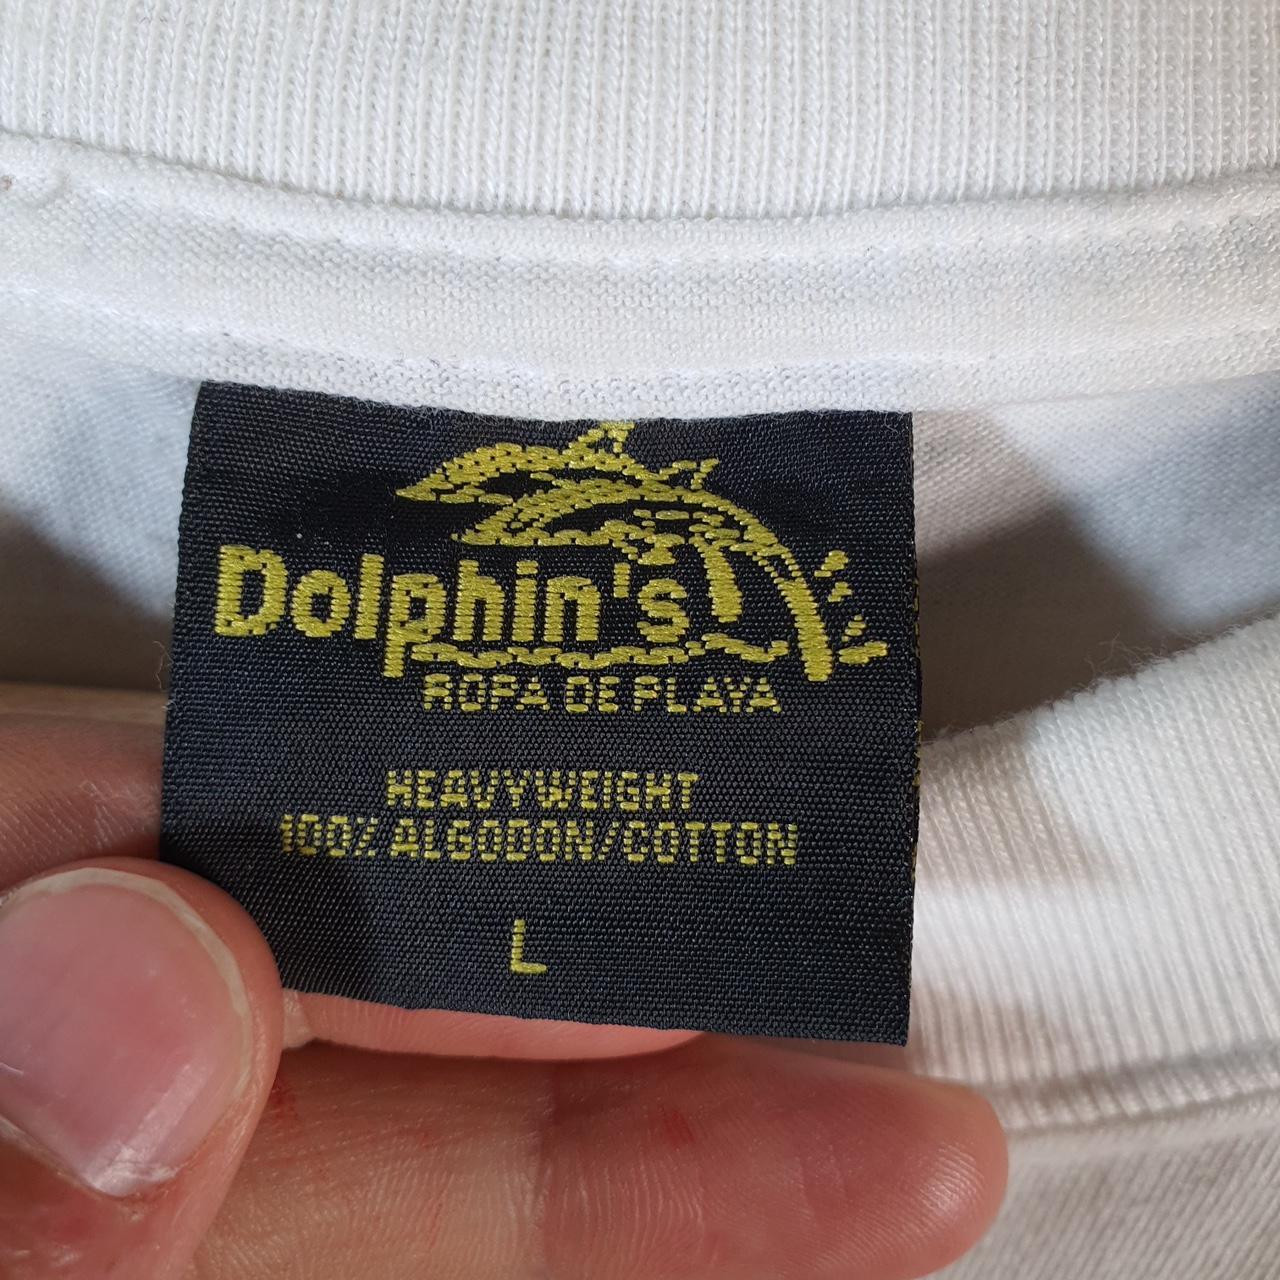 Dolphin's
ROPA DE PLAYA
HEAVYWEIGHT
100% ALGODON/COTTON
L